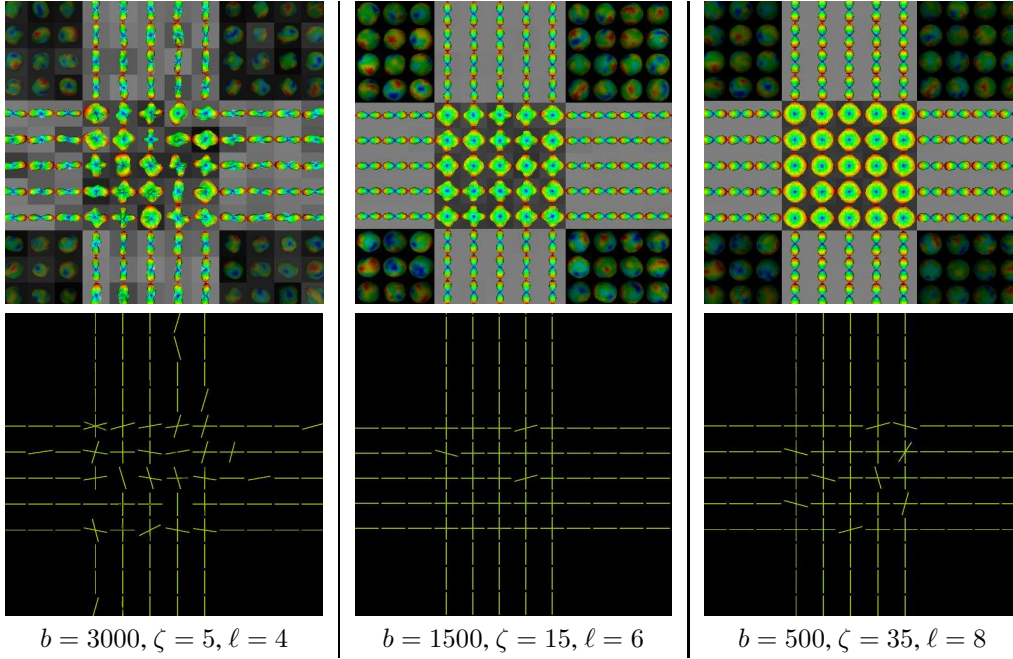 b = 3000, ζ = 5, ℓ = 4
b = 1500, ζ = 15, ℓ = 6
b = 500, ζ = 35, ℓ = 8